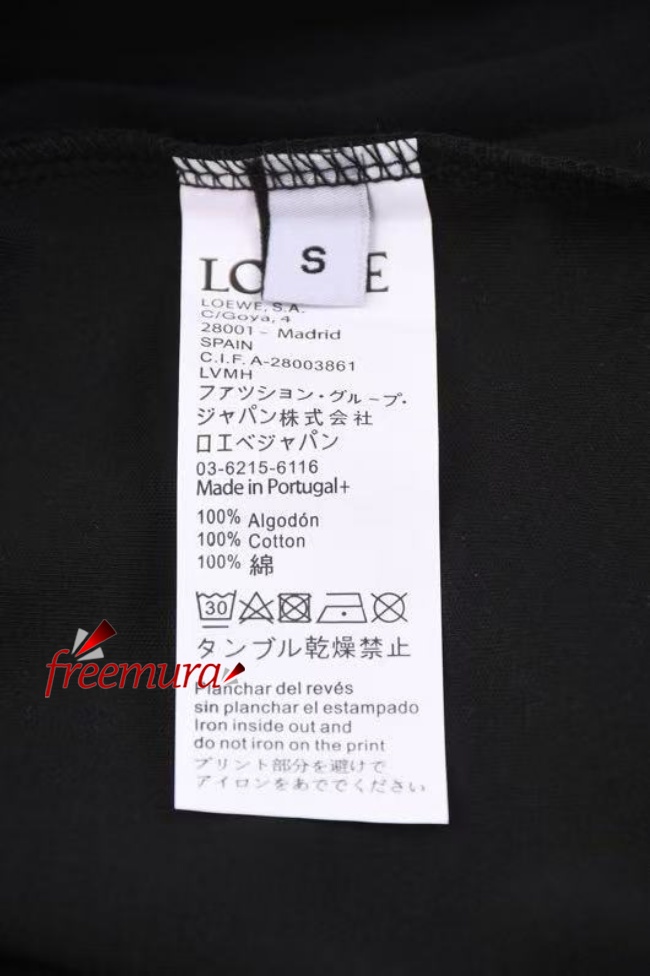 S
LOEWE
LOEWE, S.A.
C/Goya, 4
28001 - Madrid
SPAIN
C.I.F. A-28003861
LVMH
ファツション・グループ・
ジャパン株式会社
ロエベジャパン
03-6215-6116
Made in Portugal+
100% Algodón
100% Cotton
100% 綿
30
タンブル乾燥禁止
freemura
Planchar del revés
sin planchar el estampado
Iron inside out and
do not iron on the print
プリント部分を避けで
アイロンをあででください